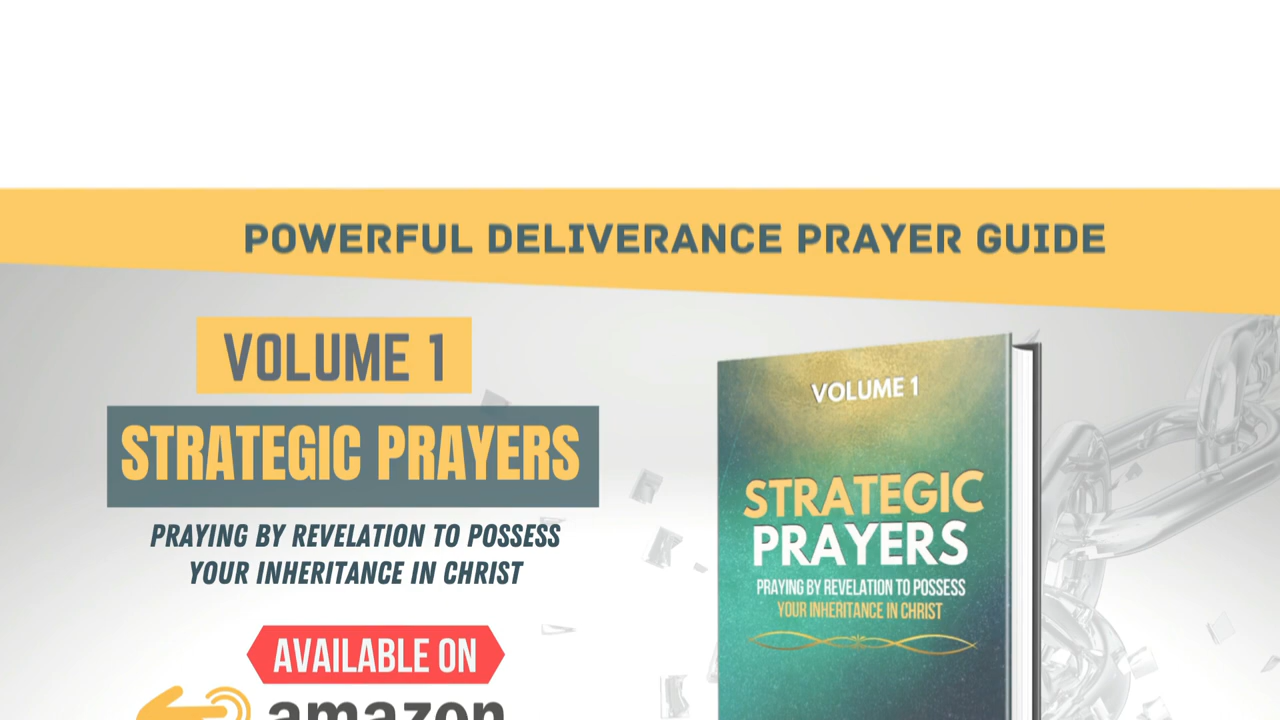 POWERFUL DELIVERANCE PRAYER GUIDE
VOLUME 1
STRATEGIC PRAYERS
PRAYING BY REVELATION TO POSSESS
YOUR INHERITANCE IN CHRIST
AVAILABLE ON
amazon
VOLUME 1
STRATEGIC
PRAYERS
PRAYING BY REVELATION TO POSSESS
YOUR INHERITANCE IN CHRIST